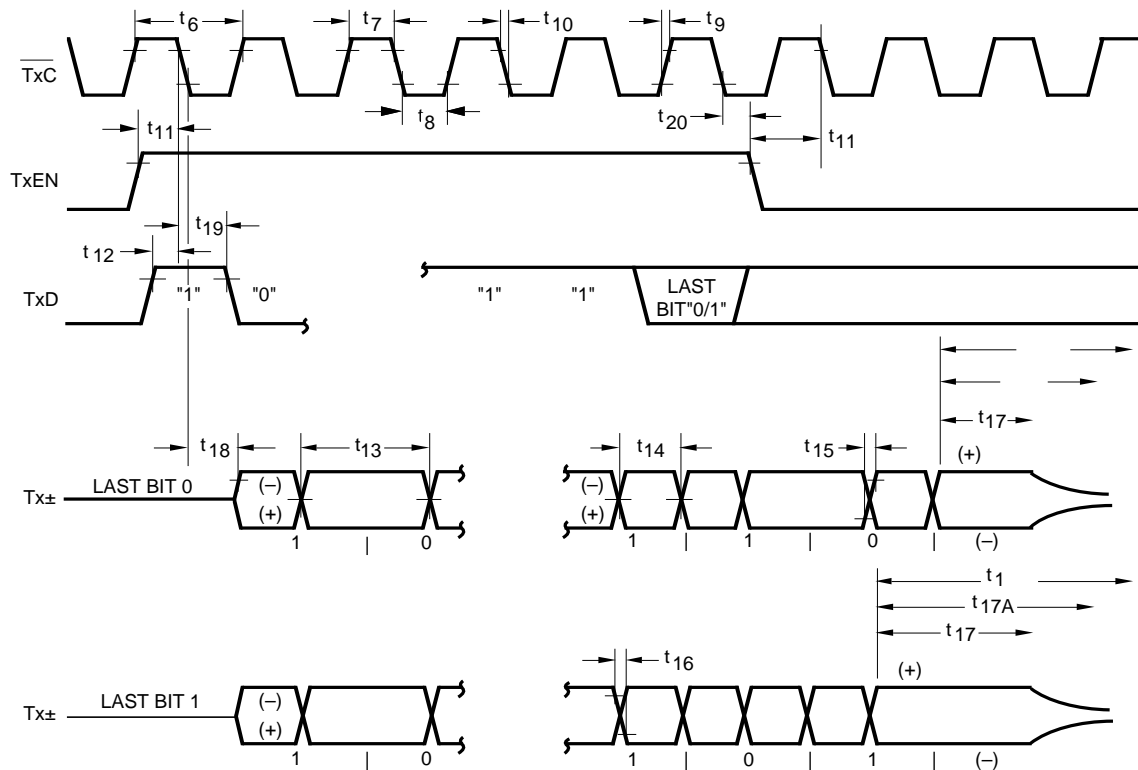 t6 t7 t10 t9
TxC
t8
t20
t11 t11
TxEN
t19
t12
TxD "1" "0" "1" "1" LAST
BIT"0/1"
t17
t18 t13 t14 t15 (+)
Tx± LAST BIT 0 (–) (–)
(+) (+)
1 | 0 1 | 1 | 0 | (–)
t1
t17A
t17
t16
(+)
Tx± LAST BIT 1 (–)
(+)
1 | 0 1 | 0 | 1 | (–)